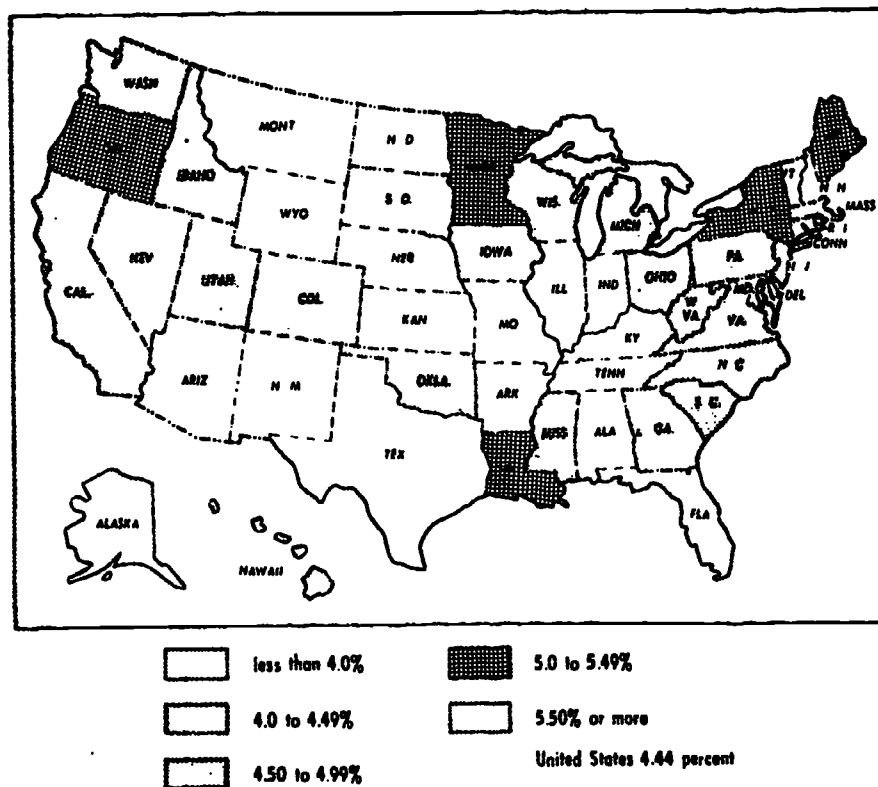 WASH
MONT
N D
IDAHO
S D.
WIS.
MICH
VT
N H
MASS
R I
CONN
WYO
NEV
UTAH
CAL.
COL.
NEB
IOWA
ILL
IND
OHIO
PA.
N J
DEL
MD.
W
VA.
VA.
KAN
MO
KY
ARIZ
N M
OKLA.
ARK
TENN
N C
S C.
MISS
ALA
GA.
TEX
FLA
ALASKA
HAWAII
less than 4.0%
5.0 to 5.49%
4.0 to 4.49%
5.50% or more
4.50 to 4.99%
United States 4.44 percent